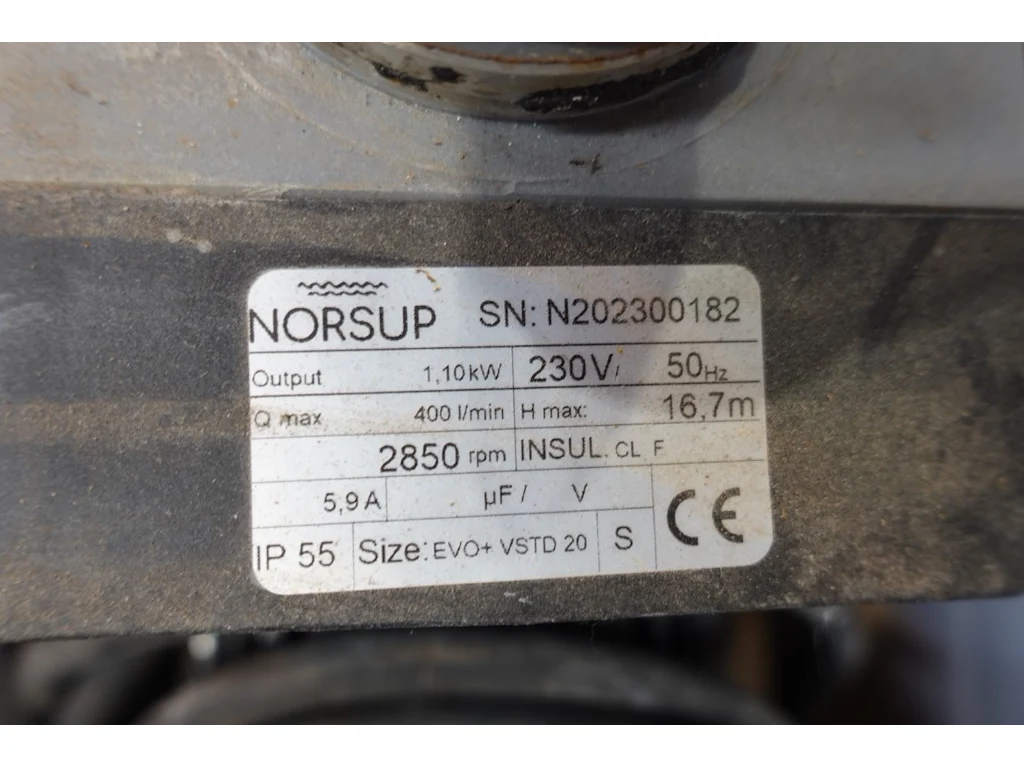 NORSUP SN: N202300182
Output 1,10kW 230V/ 50Hz
Q max 400 l/min H max: 16,7m
2850 rpm INSUL. CL F
5,9A µF / V
IP 55 Size: EVO+ VSTD 20 S CE